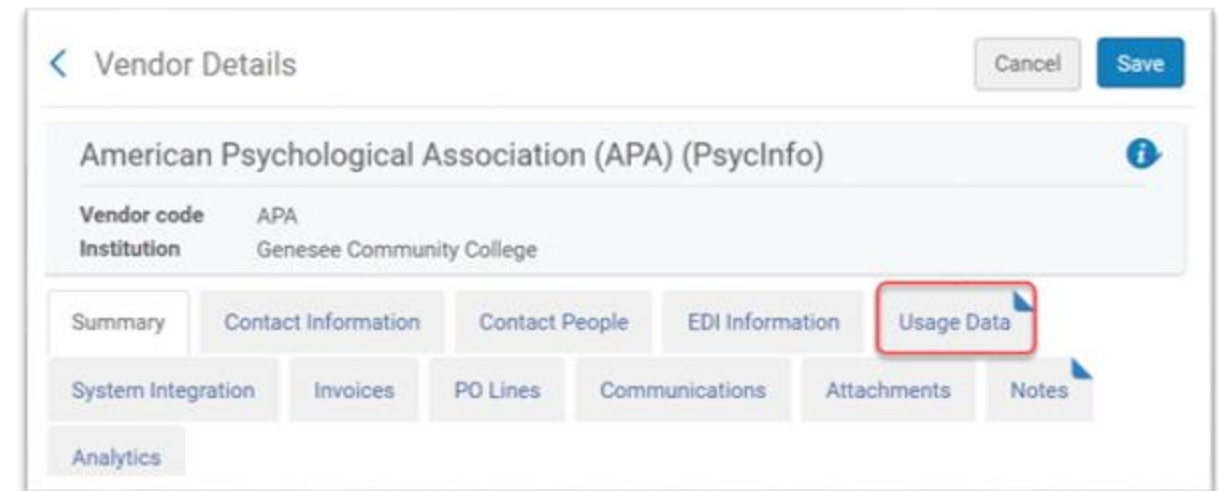 Vendor Details Cancel Save
American Psychological Association (APA) (PsycInfo)
Vendor code APA
Institution Genesee Community College
Summary Contact Information Contact People EDI Information Usage Data
System Integration Invoices PO Lines Communications Attachments Notes
Analytics